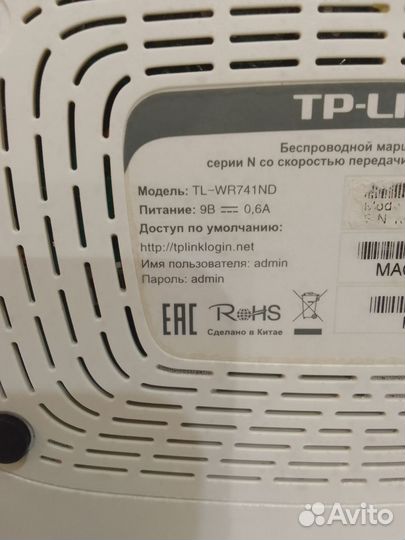 TP-LI
Беспроводной марш
серии N со скоростью передачи
Модель: TL-WR741ND
Питание: 9В 0,6А
Доступ по умолчанию:
http://tplinklogin.net
Имя пользователя: admin
Пароль: admin
MAC
EAC RoHS
Сделано в Китае
Avito